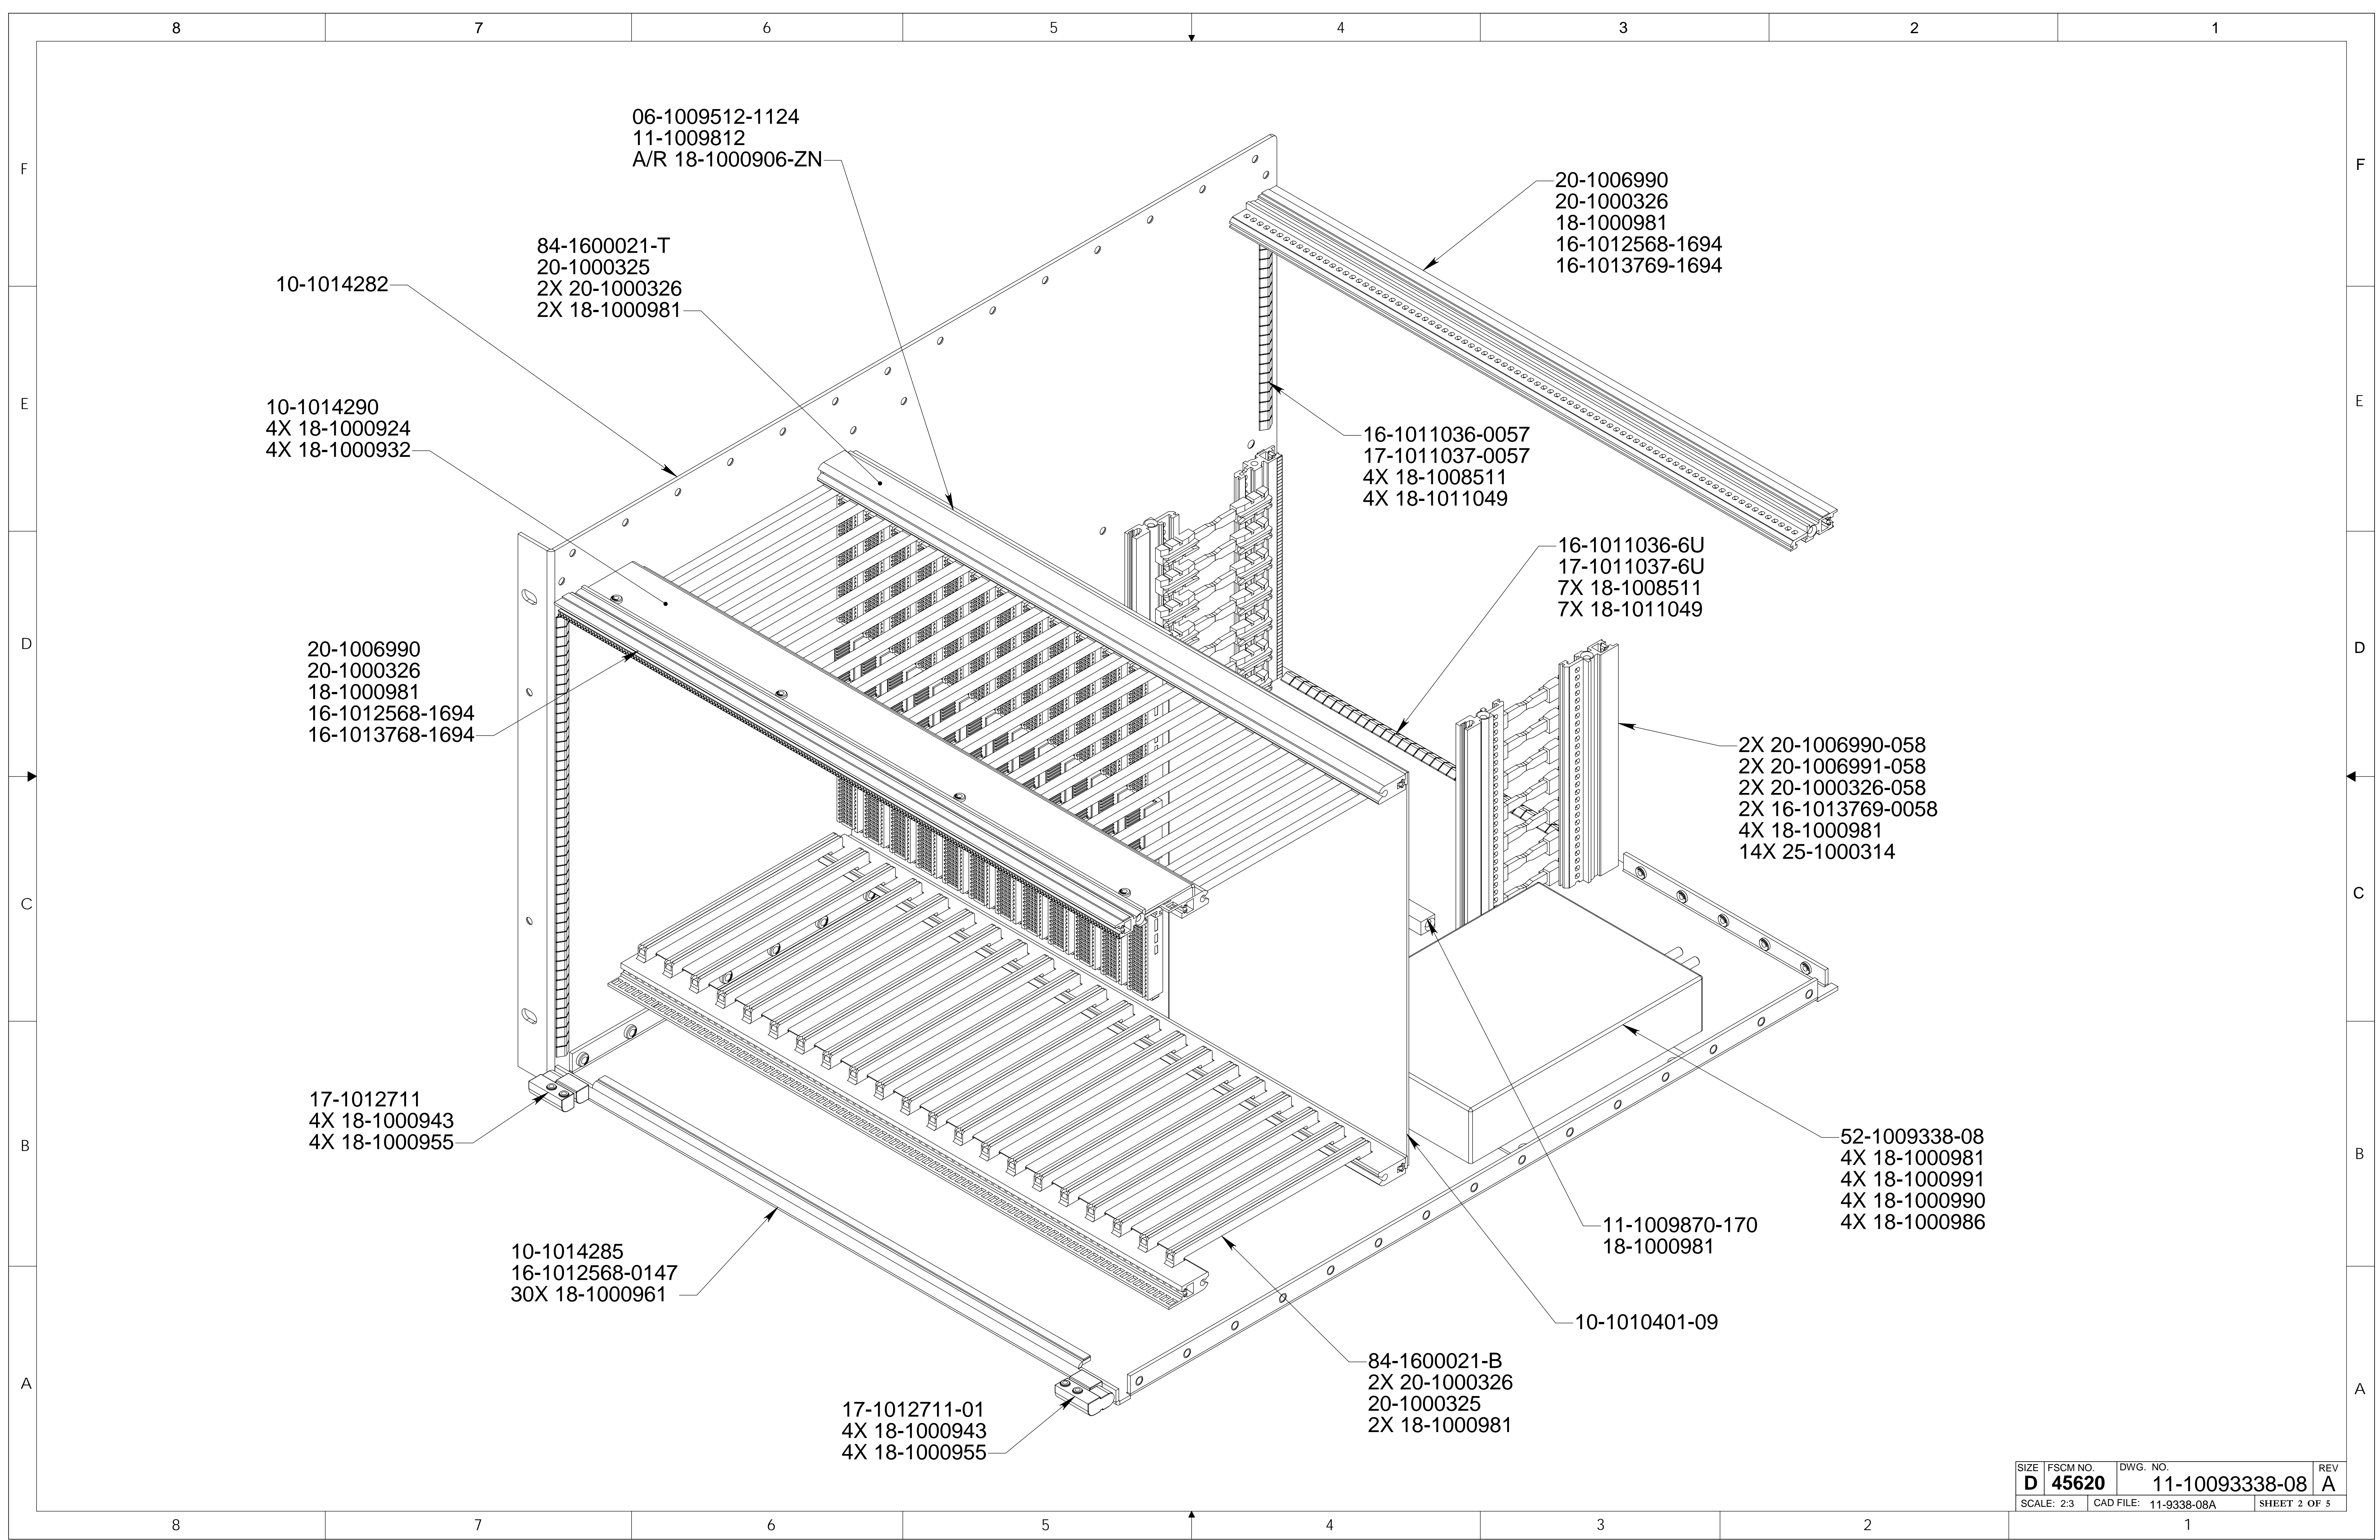 8 7 6 5 4 3 2 1
F
E
D
C
B
A
F
E
D
C
B
A
06-1009512-1124
11-1009812
A/R 18-1000906-ZN
84-1600021-T
20-1000325
2X 20-1000326
2X 18-1000981
10-1014282
10-1014290
4X 18-1000924
4X 18-1000932
20-1006990
20-1000326
18-1000981
16-1012568-1694
16-1013768-1694
20-1006990
20-1000326
18-1000981
16-1012568-1694
16-1013769-1694
16-1011036-0057
17-1011037-0057
4X 18-1008511
4X 18-1011049
16-1011036-6U
17-1011037-6U
7X 18-1008511
7X 18-1011049
2X 20-1006990-058
2X 20-1006991-058
2X 20-1000326-058
2X 16-1013769-0058
4X 18-1000981
14X 25-1000314
17-1012711
4X 18-1000943
4X 18-1000955
10-1014285
16-1012568-0147
30X 18-1000961
17-1012711-01
4X 18-1000943
4X 18-1000955
52-1009338-08
4X 18-1000981
4X 18-1000991
4X 18-1000990
4X 18-1000986
11-1009870-170
18-1000981
10-1010401-09
84-1600021-B
2X 20-1000326
20-1000325
2X 18-1000981
SIZE FSCM NO. DWG. NO. REV
D 45620 11-10093338-08 A
SCALE: 2:3 CAD FILE: 11-9338-08A SHEET 2 OF 5
8 7 6 5 4 3 2 1